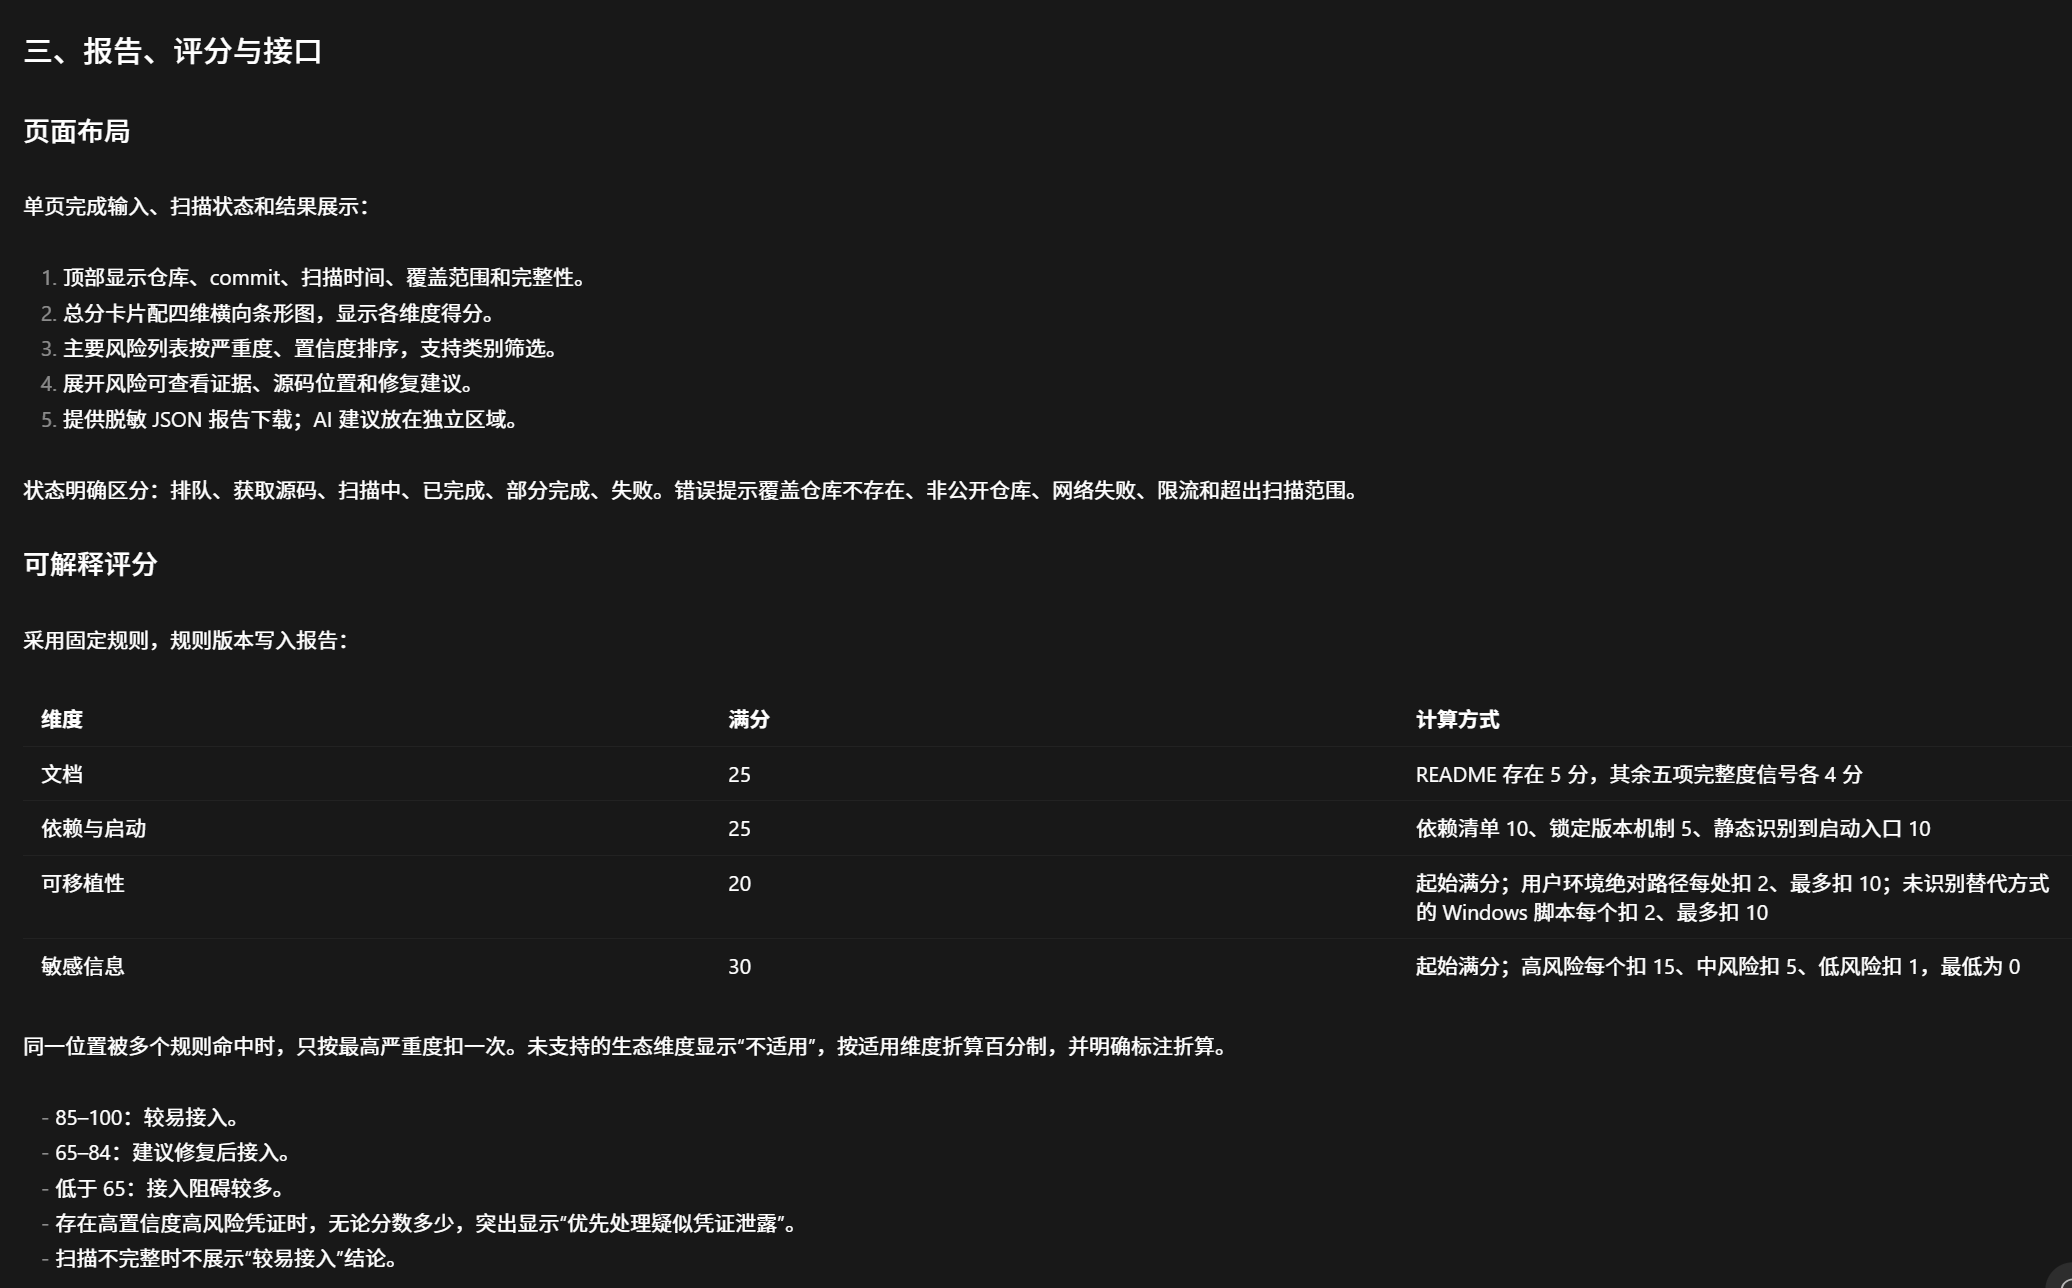 三、报告、评分与接口
页面布局
单页完成输入、扫描状态和结果展示：
1. 顶部显示仓库、commit、扫描时间、覆盖范围和完整性。
2. 总分卡片配四维横向条形图，显示各维度得分。
3. 主要风险列表按严重度、置信度排序，支持类别筛选。
4. 展开风险可查看证据、源码位置和修复建议。
5. 提供脱敏 JSON 报告下载；AI 建议放在独立区域。
状态明确区分：排队、获取源码、扫描中、已完成、部分完成、失败。错误提示覆盖仓库不存在、非公开仓库、网络失败、限流和超出扫描范围。
可解释评分
采用固定规则，规则版本写入报告：
维度 满分 计算方式
文档 25 README 存在 5 分，其余五项完整度信号各 4 分
依赖与启动 25 依赖清单 10、锁定版本机制 5、静态识别到启动入口 10
可移植性 20 起始满分；用户环境绝对路径每处扣 2、最多扣 10；未识别替代方式
的 Windows 脚本每个扣 2、最多扣 10
敏感信息 30 起始满分；高风险每个扣 15、中风险扣 5、低风险扣 1，最低为 0
同一位置被多个规则命中时，只按最高严重度扣一次。未支持的生态维度显示“不适用”，按适用维度折算百分制，并明确标注折算。
- 85–100：较易接入。
- 65–84：建议修复后接入。
- 低于 65：接入阻碍较多。
- 存在高置信度高风险凭证时，无论分数多少，突出显示“优先处理疑似凭证泄露”。
- 扫描不完整时不展示“较易接入”结论。